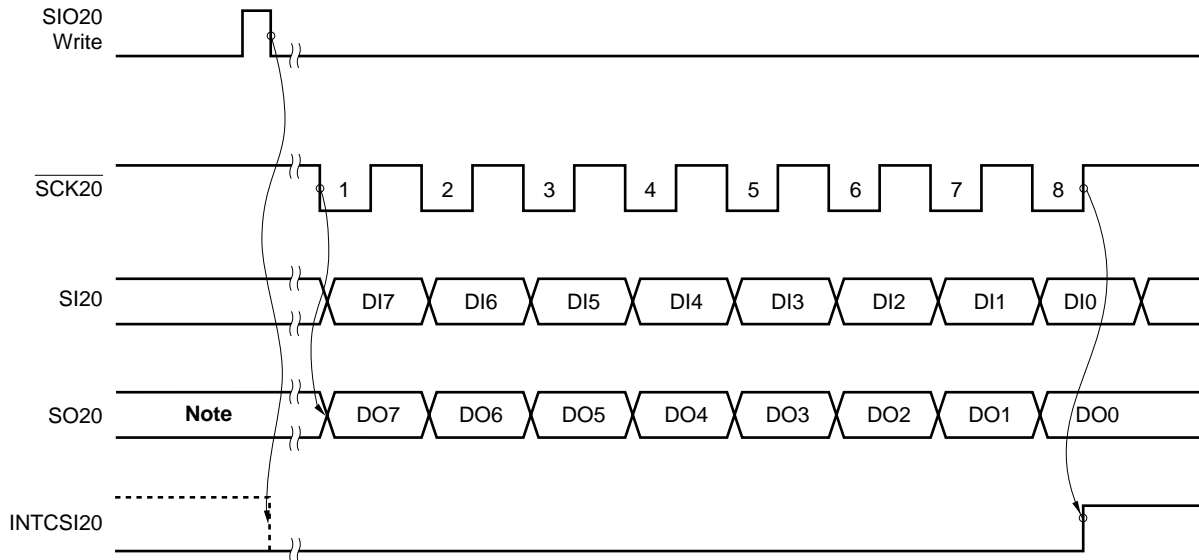 SIO20
Write
SCK20
1 2 3 4 5 6 7 8
SI20
DI7 DI6 DI5 DI4 DI3 DI2 DI1 DI0
SO20
Note
DO7 DO6 DO5 DO4 DO3 DO2 DO1 DO0
INTCSI20